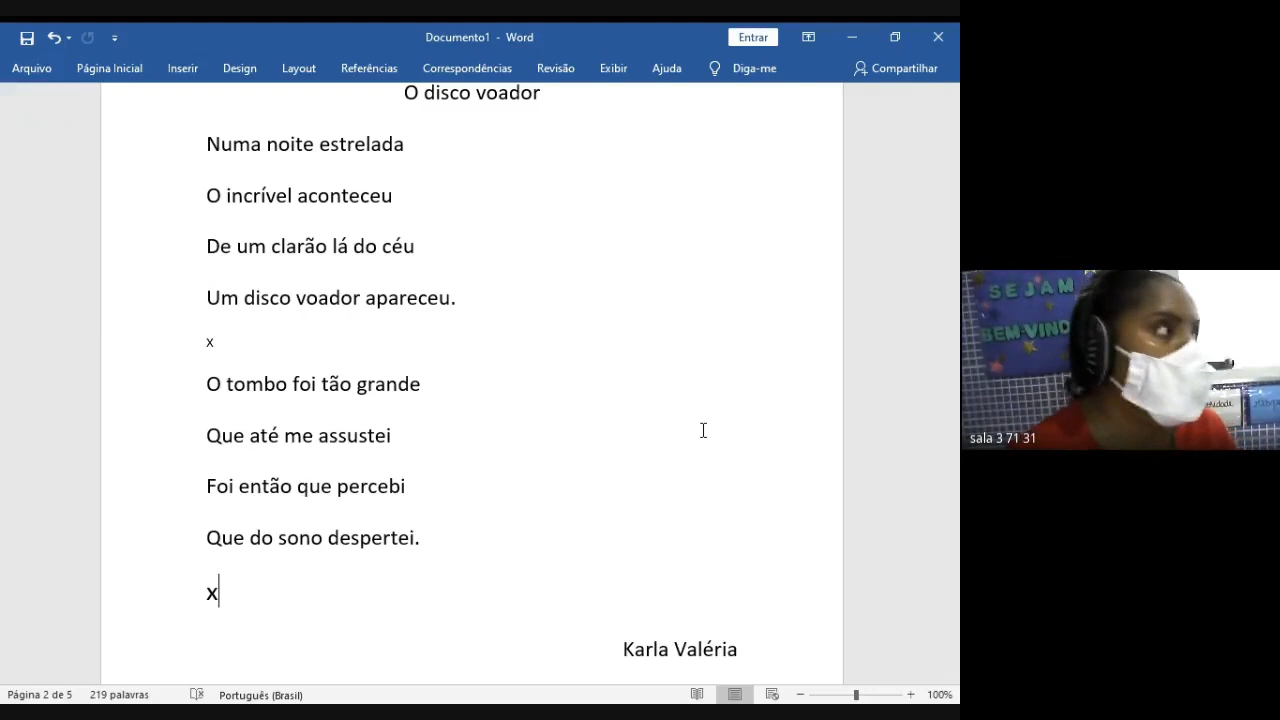 Documento1 - Word
Entrar
Arquivo Página Inicial Inserir Design Layout Referências Correspondências Revisão Exibir Ajuda Diga-me Compartilhar
O disco voador
Numa noite estrelada
O incrível aconteceu
De um clarão lá do céu
Um disco voador apareceu.
x
O tombo foi tão grande
Que até me assustei
Foi então que percebi
Que do sono despertei.
x
Karla Valéria
Página 2 de 5 219 palavras Português (Brasil) 100%
SEJAM
BEM-VIND
sala 3 71 31